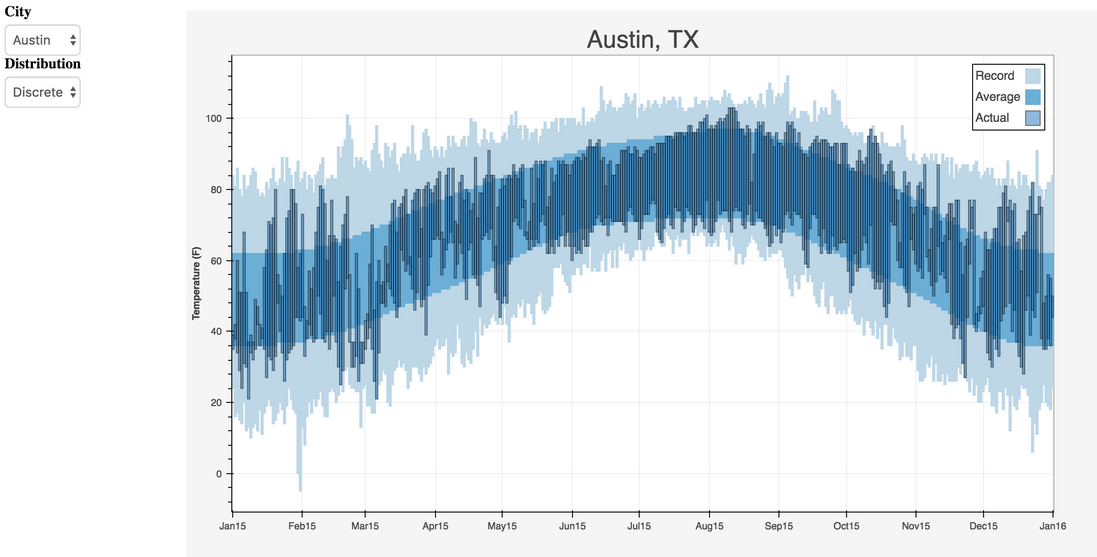 City
Austin
Distribution
Discrete
Austin, TX
Record
Average
Actual
Temperature (F)
100
80
60
40
20
0
Jan15
Feb15
Mar15
Apr15
May15
Jun15
Jul15
Aug15
Sep15
Oct15
Nov15
Dec15
Jan16